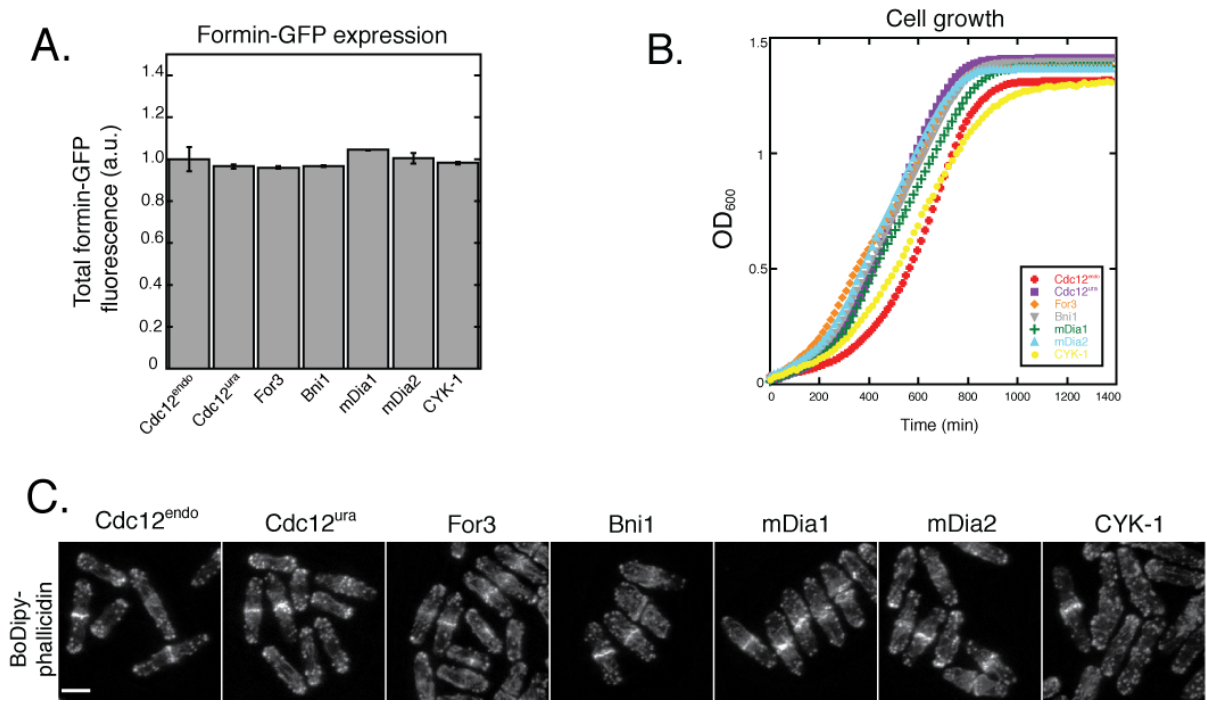 A.
Formin-GFP expression
Total formin-GFP
fluorescence (a.u.)
1.4
1.2
1.0
0.8
0.6
0.4
0.2
0
Cdc12endo
Cdc12ura
For3
Bni1
mDia1
mDia2
CYK-1
B.
Cell growth
OD600
1.5
1
0.5
0
200
400
600
800
1000
1200
1400
Time (min)
Cdc12endo
Cdc12ura
For3
Bni1
mDia1
mDia2
CYK-1
C.
Cdc12endo
Cdc12ura
For3
Bni1
mDia1
mDia2
CYK-1
BoDipy-
phallicidin